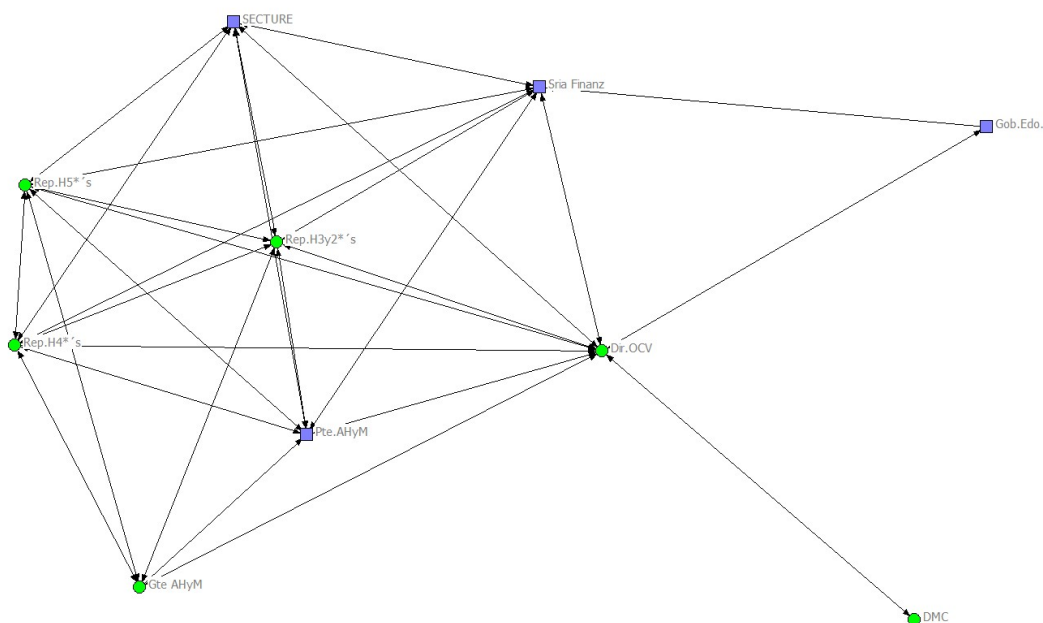 SECTURE
Sria Finanz
Gob.Edo.
Rep.H5*´s
Rep.H3y2*´s
Rep.H4*´s
Dir.OCV
Pte.AHyM
Gte AHyM
DMC